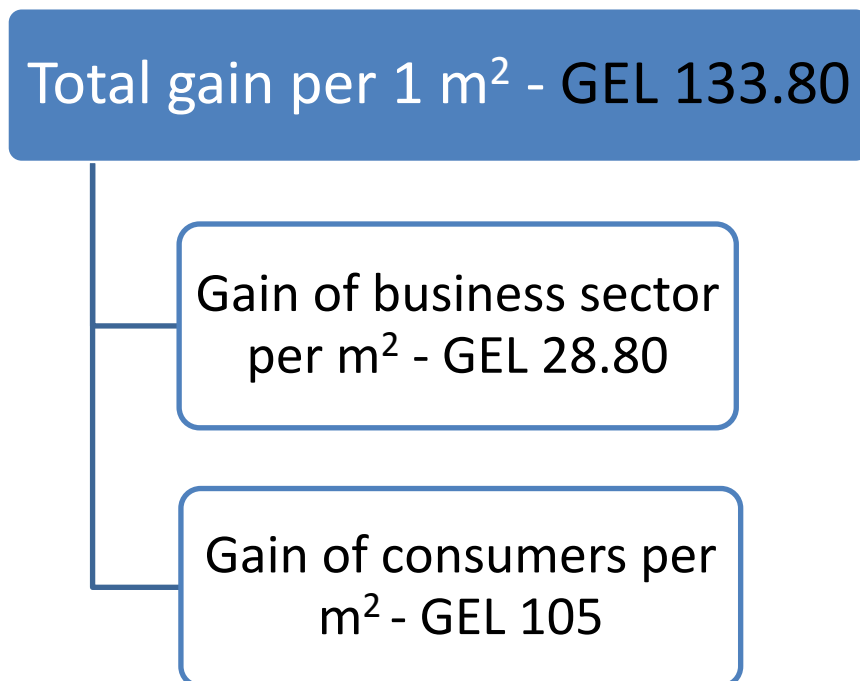 Total gain per 1 m² - GEL 133.80
Gain of business sector
per m² - GEL 28.80
Gain of consumers per
m² - GEL 105